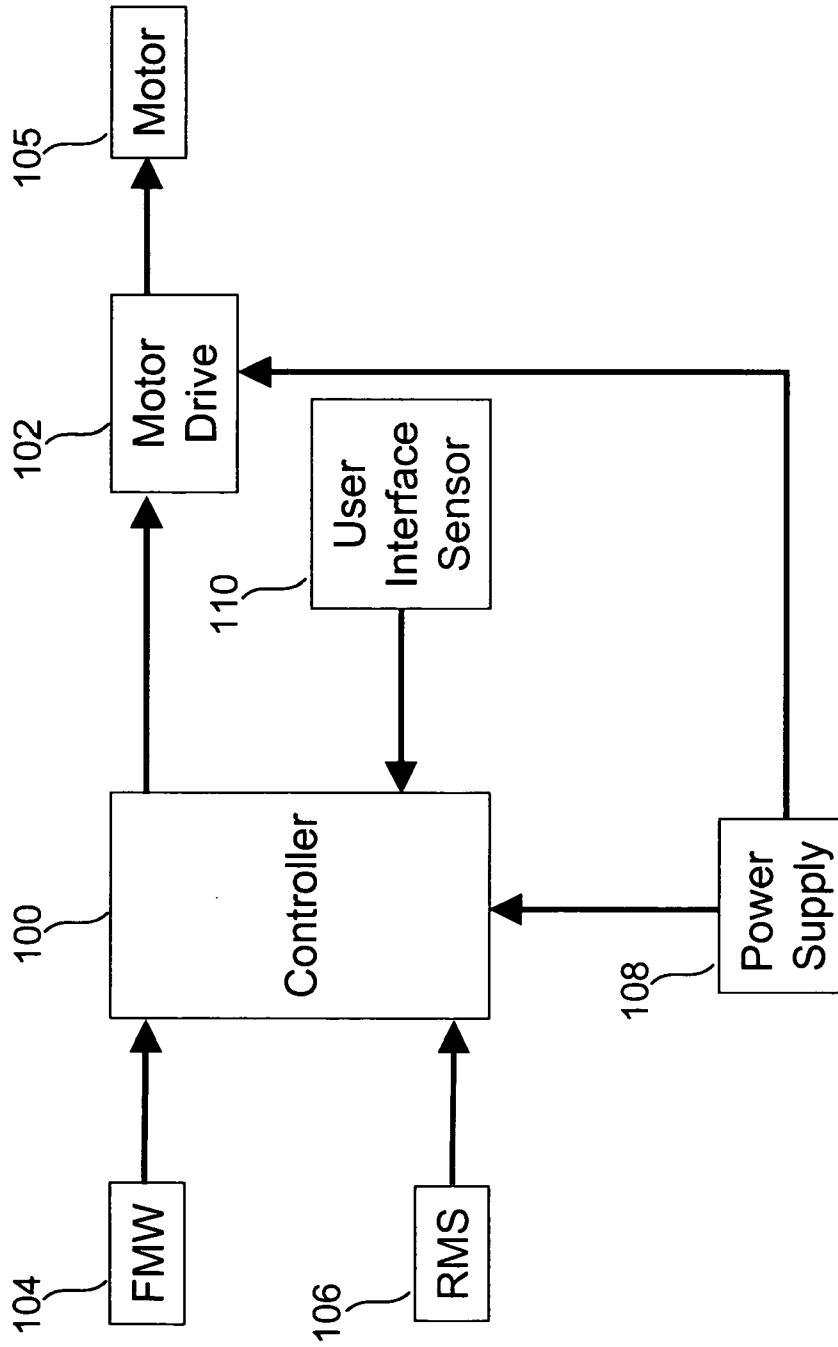 104
FMW
100
Controller
102
Motor
Drive
105
Motor
106
RMS
110
User
Interface
Sensor
108
Power
Supply